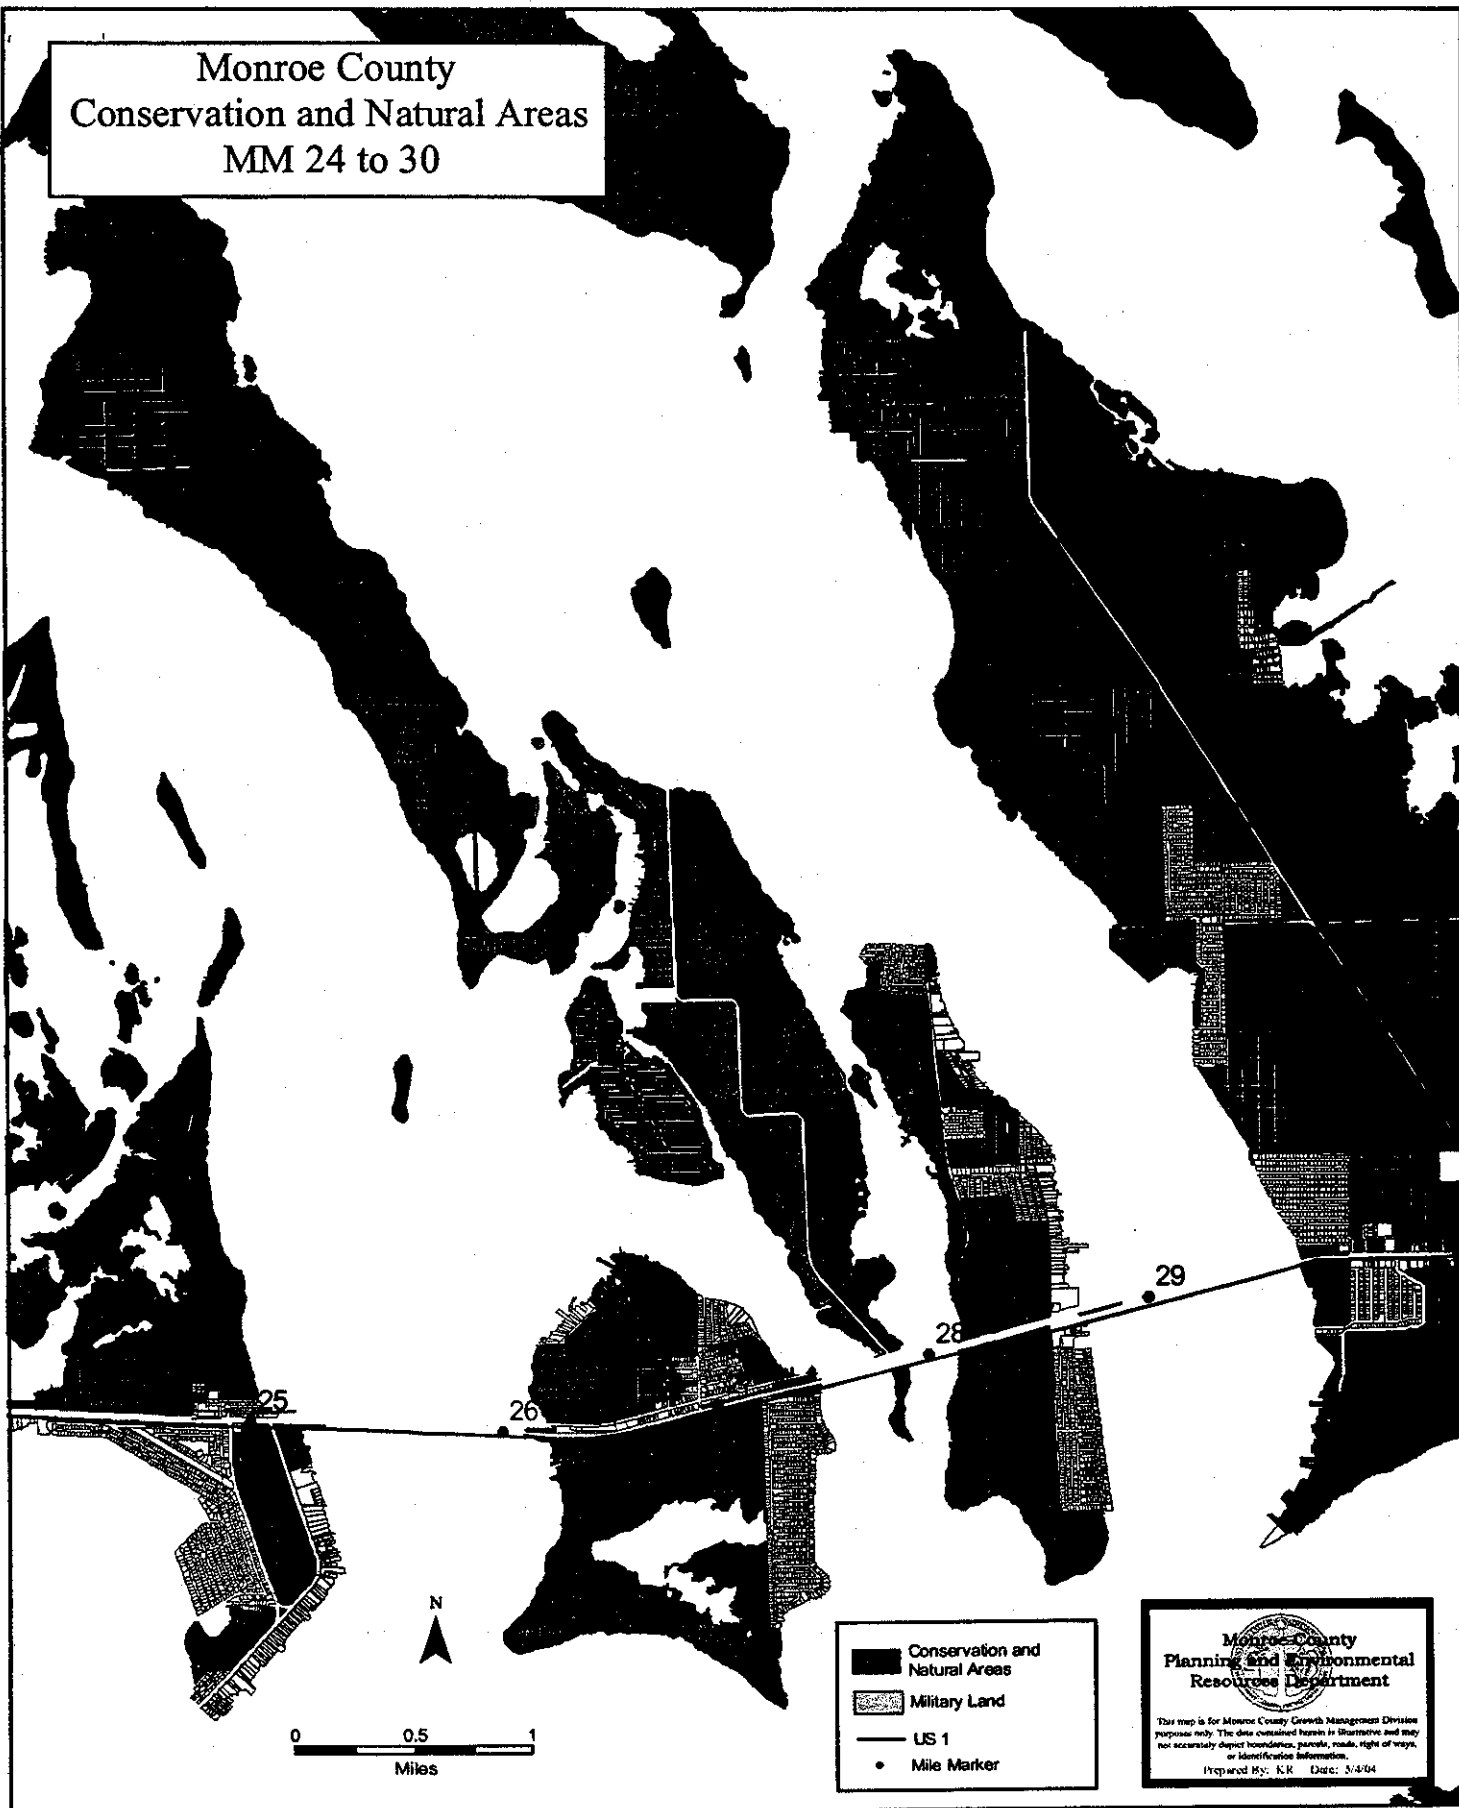 Monroe County
Conservation and Natural Areas
MM 24 to 30
29
28
25
26
N
0 0.5 1
Miles
Conservation and
Natural Areas
Military Land
US 1
Mile Marker
Monroe County
Planning and Environmental
Resources Department
This map is for Monroe County Growth Management Division
purposes only. The data contained herein is illustrative and may
not accurately depict boundaries, parcels, roads, right of ways,
or identification information.
Prepared By: KR Date: 5/4/04